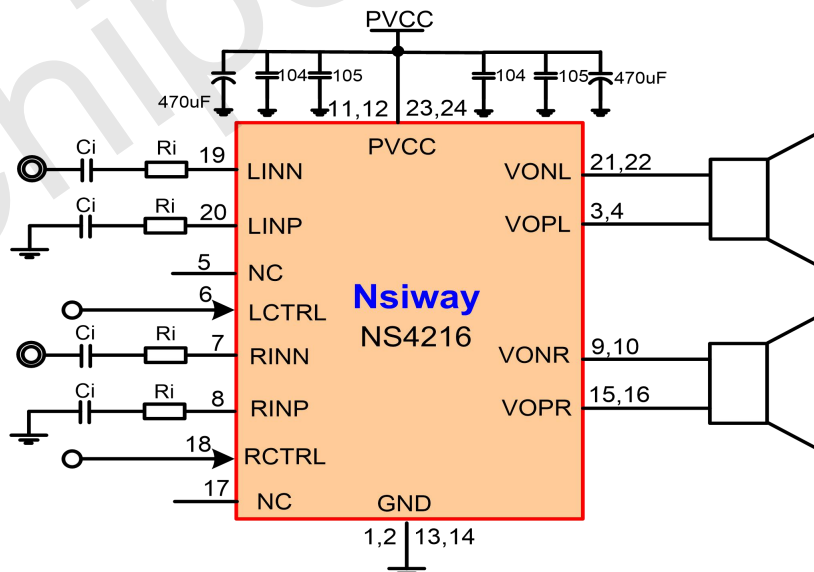 PVCC
470uF 104 105 104 105 470uF
11,12 23,24
PVCC
Ci Ri 19 LINN
VONL 21,22
Ci Ri 20 LINP
VOPL 3,4
5 NC
6 LCTRL
Nsiway
NS4216
Ci Ri 7 RINN
VONR 9,10
Ci Ri 8 RINP
VOPR 15,16
18 RCTRL
17 NC
GND
1,2 13,14